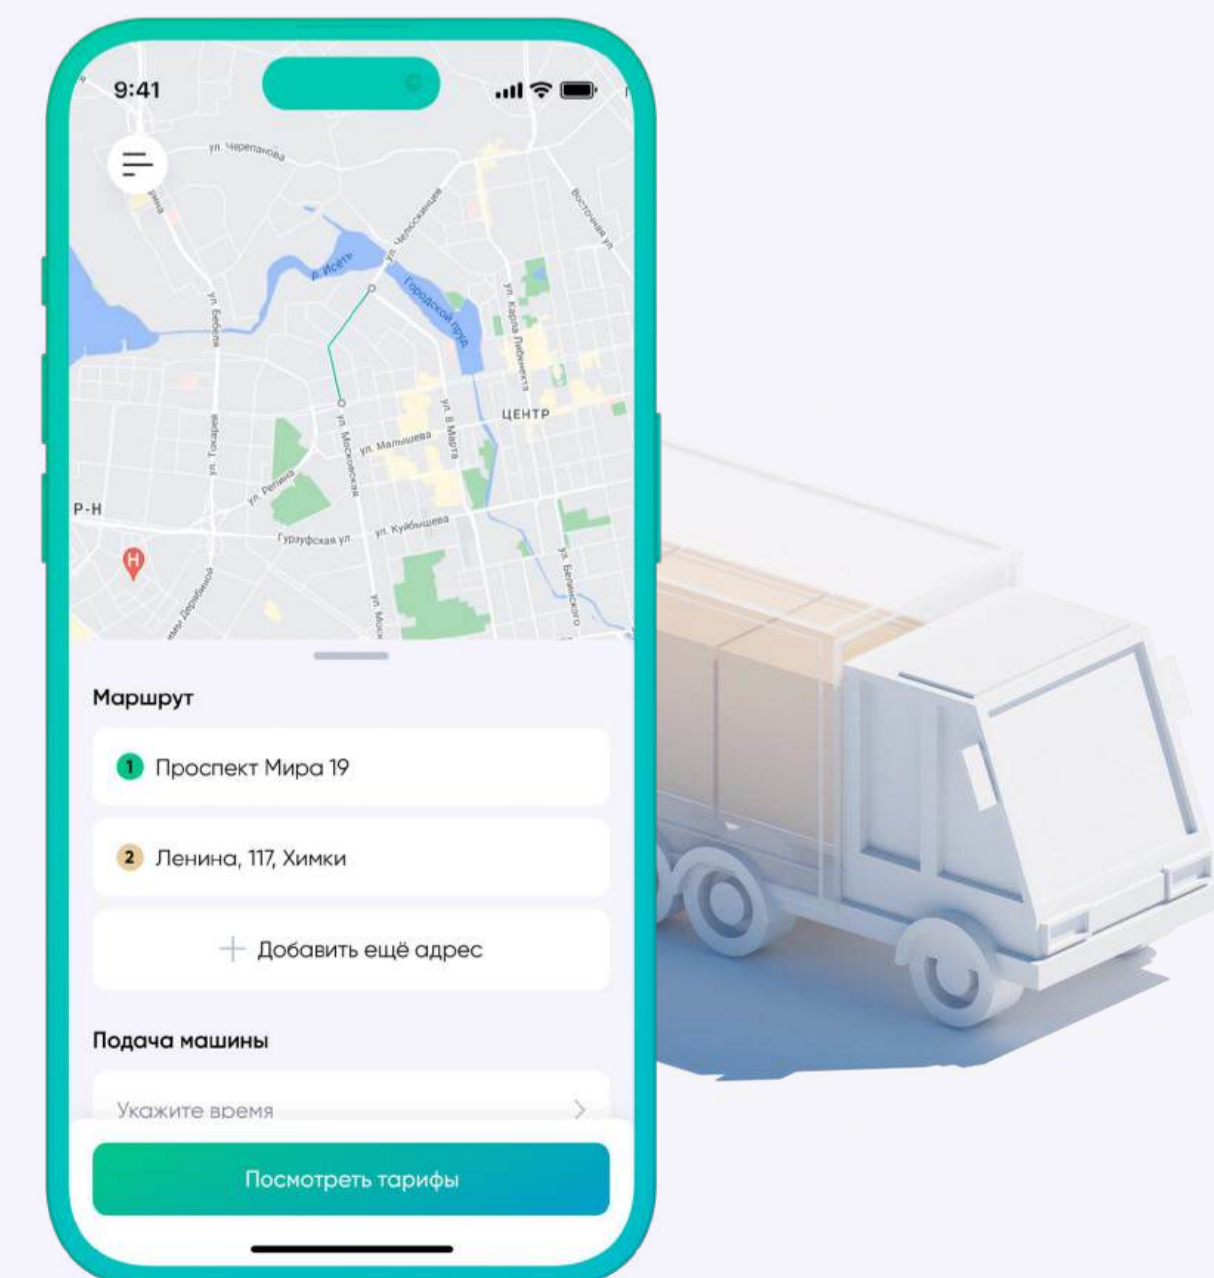 9:41
ул. Черепанова
Восточная ул
ул. Челюскинцев
р. Исеть
Городской пруд
ул. Бебеля
ул. Карла Либкнехта
ЦЕНТР
ул. 8 Марта
ул. Московская
ул. Малышева
ул. Токарей
ул. Репина
Р-Н
Гурзуфская ул.
ул. Куйбышева
H
ул. Белинского
ул. Моск
Маршрут
1 Проспект Мира 19
2 Ленина, 117, Химки
+ Добавить ещё адрес
Подача машины
Укажите время
Посмотреть тарифы